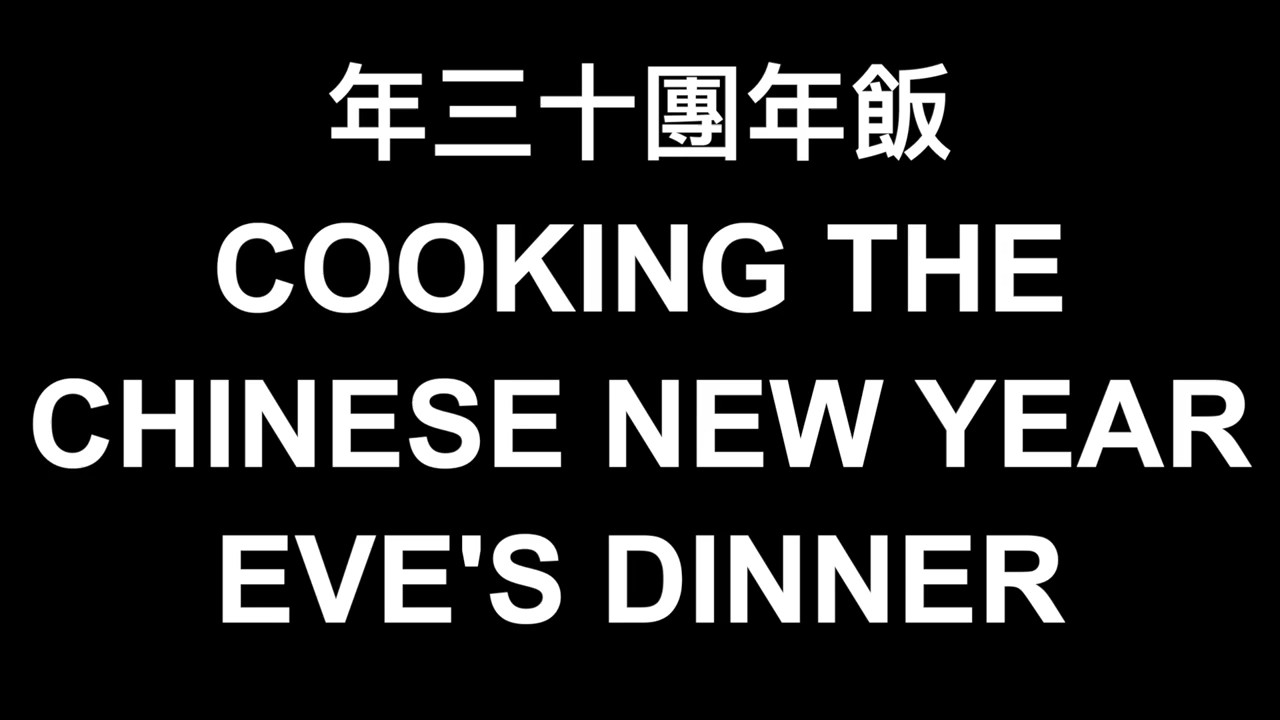 年三十團年飯
COOKING THE
CHINESE NEW YEAR
EVE'S DINNER